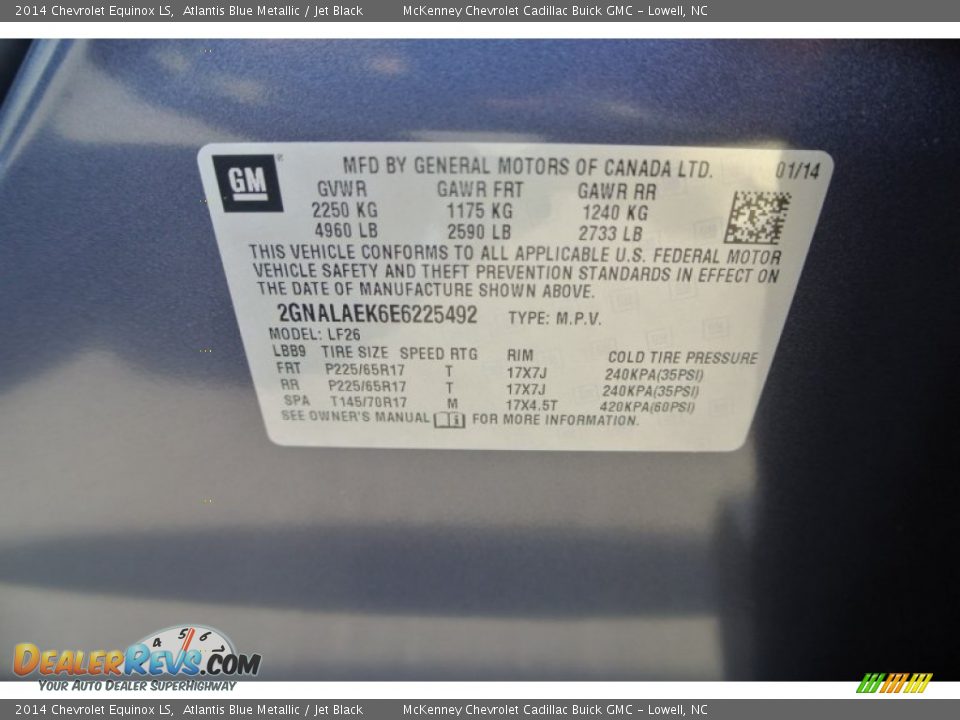 2014 Chevrolet Equinox LS, Atlantis Blue Metallic / Jet Black McKenney Chevrolet Cadillac Buick GMC - Lowell, NC
GM MFD BY GENERAL MOTORS OF CANADA LTD. 01/14
GVWR GAWR FRT GAWR RR
2250 KG 1175 KG 1240 KG
4960 LB 2590 LB 2733 LB
THIS VEHICLE CONFORMS TO ALL APPLICABLE U.S. FEDERAL MOTOR
VEHICLE SAFETY AND THEFT PREVENTION STANDARDS IN EFFECT ON
THE DATE OF MANUFACTURE SHOWN ABOVE.
2GNALAEK6E6225492 TYPE: M.P.V.
MODEL: LF26
LBB9 TIRE SIZE SPEED RTG RIM COLD TIRE PRESSURE
FRT P225/65R17 T 17X7J 240KPA(35PSI)
RR P225/65R17 T 17X7J 240KPA(35PSI)
SPA T145/70R17 M 17X4.5T 420KPA(60PSI)
SEE OWNER'S MANUAL FOR MORE INFORMATION.
4 5 6 7
DEALERREVS.COM
YOUR AUTO DEALER SUPERHIGHWAY
2014 Chevrolet Equinox LS, Atlantis Blue Metallic / Jet Black McKenney Chevrolet Cadillac Buick GMC - Lowell, NC